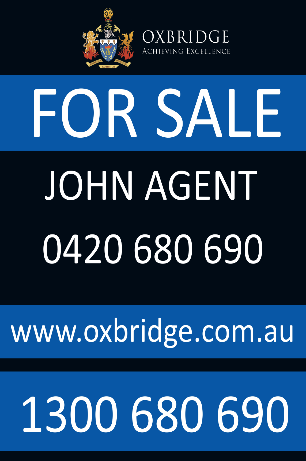 OXBRIDGE
ACHIEVING EXCELLENCE
FOR SALE
JOHN AGENT
0420 680 690
www.oxbridge.com.au
1300 680 690